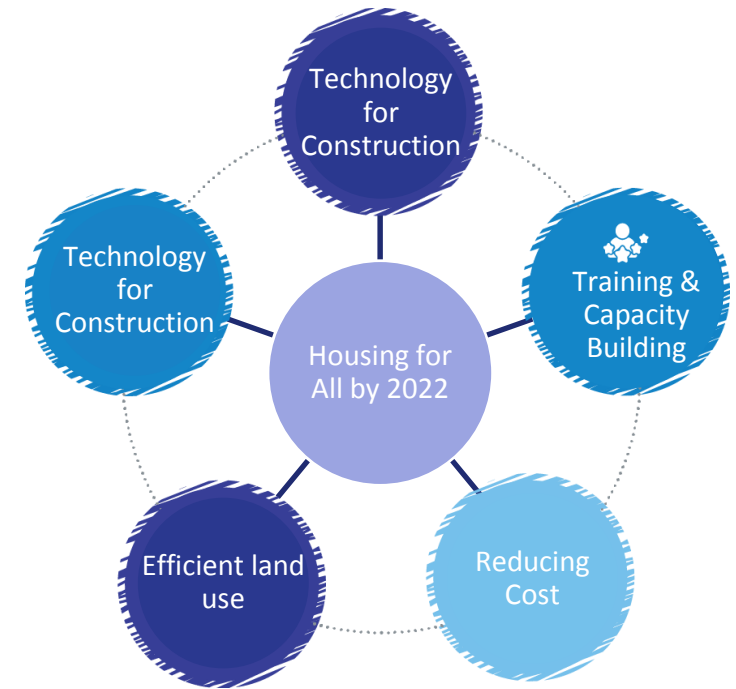 Technology
for
Construction
Technology
for
Construction
Training &
Capacity
Building
Housing for
All by 2022
Efficient land
use
Reducing
Cost